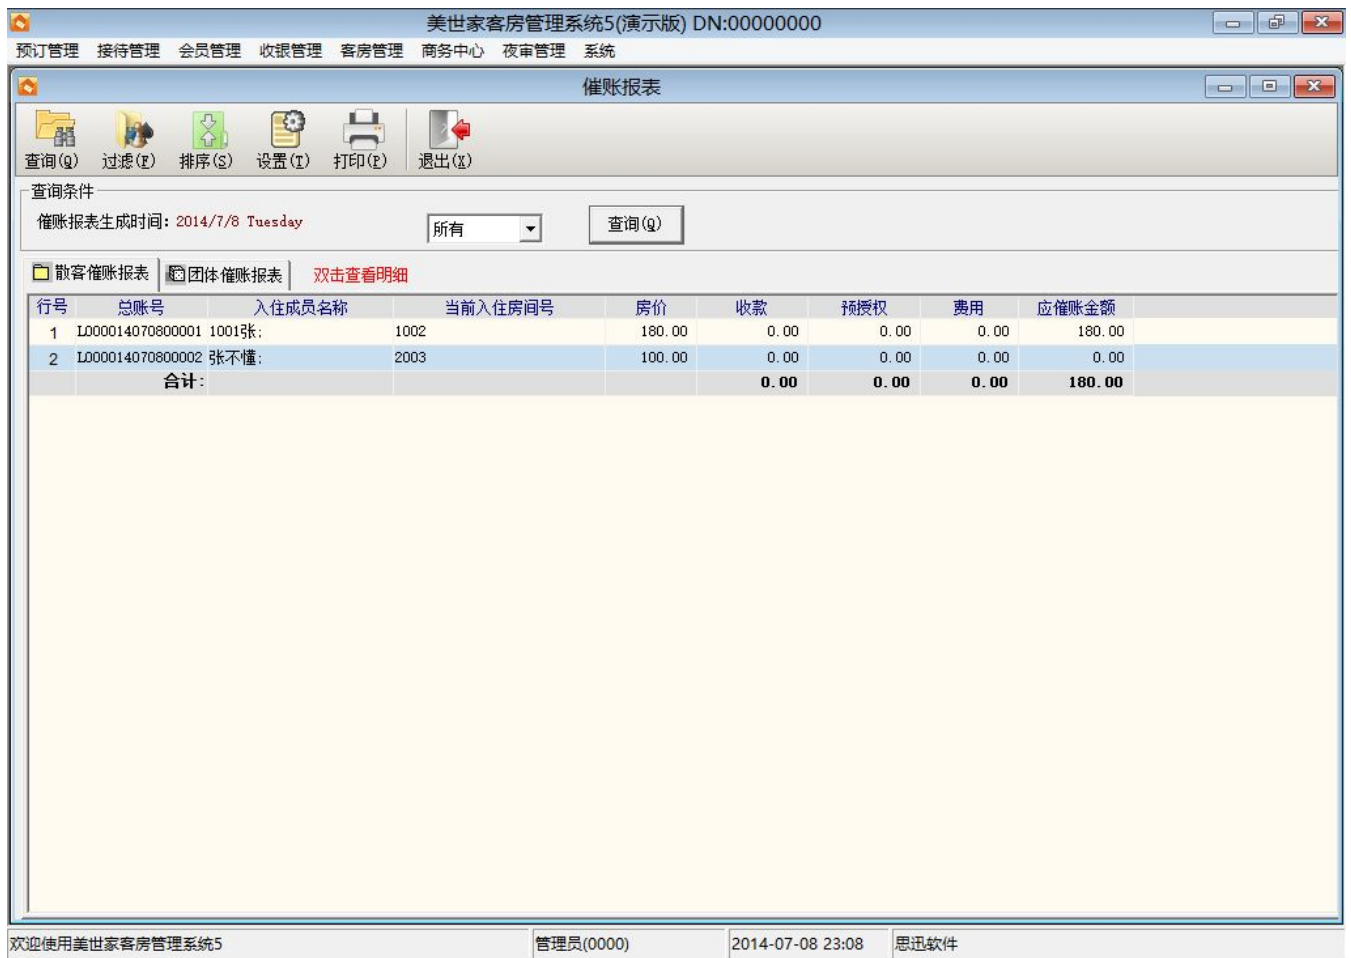 美世家客房管理系统5(演示版) DN:00000000
预订管理 接待管理 会员管理 收银管理 客房管理 商务中心 夜审管理 系统
催账报表
查询(Q) 过滤(F) 排序(S) 设置(T) 打印(P) 退出(X)
查询条件
催账报表生成时间: 2014/7/8 Tuesday 所有 查询(Q)
散客催账报表 团体催账报表 双击查看明细
行号 总账号 入住成员名称 当前入住房间号 房价 收款 预授权 费用 应催账金额
1 L000014070800001 1001张; 1002 180.00 0.00 0.00 0.00 180.00
2 L000014070800002 张不懂; 2003 100.00 0.00 0.00 0.00 0.00
合计: 0.00 0.00 0.00 180.00
欢迎使用美世家客房管理系统5 管理员(0000) 2014-07-08 23:08 思迅软件